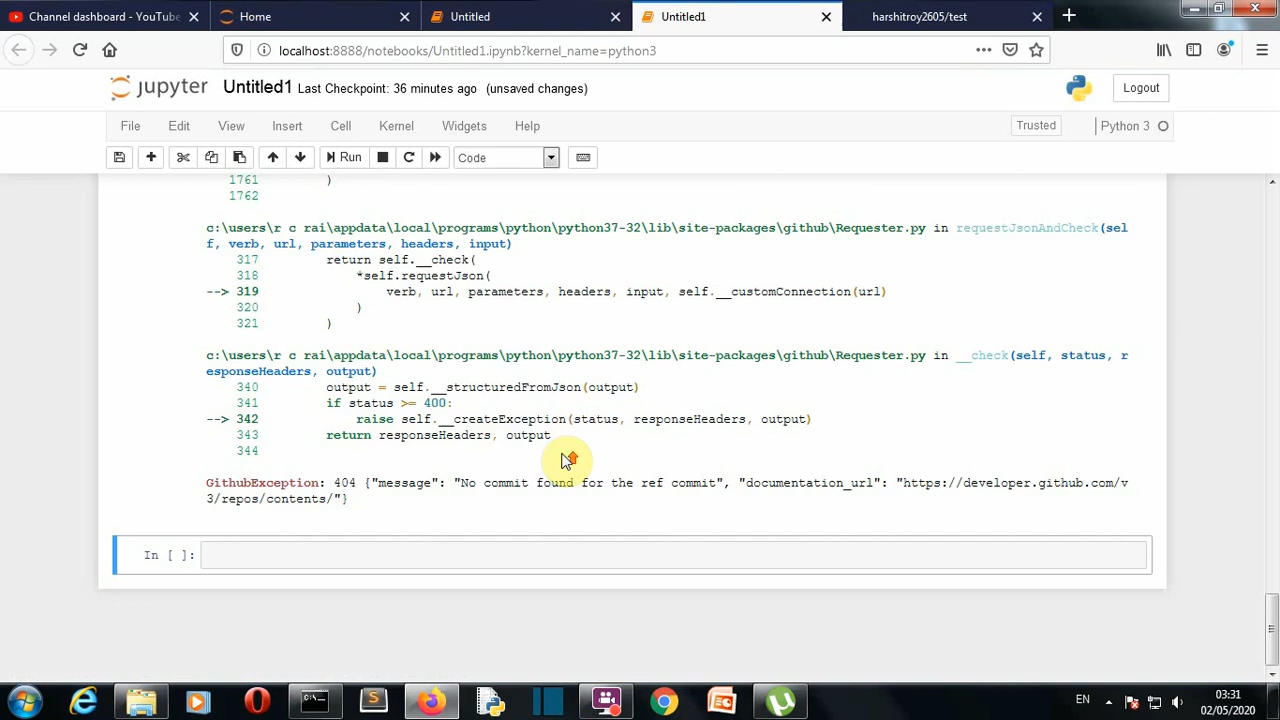 Channel dashboard - YouTube
Home
Untitled
Untitled1
harshitroy2605/test
localhost:8888/notebooks/Untitled1.ipynb?kernel_name=python3
jupyter Untitled1 Last Checkpoint: 36 minutes ago (unsaved changes)
Logout
File Edit View Insert Cell Kernel Widgets Help
Trusted
Python 3
Run
Code
1761 )
1762
c:\users\r c rai\appdata\local\programs\python\python37-32\lib\site-packages\github\Requester.py in requestJsonAndCheck(sel
f, verb, url, parameters, headers, input)
317 return self.__check(
318 *self.requestJson(
--> 319 verb, url, parameters, headers, input, self.__customConnection(url)
320 )
321 )
c:\users\r c rai\appdata\local\programs\python\python37-32\lib\site-packages\github\Requester.py in __check(self, status, r
esponseHeaders, output)
340 output = self.__structuredFromJson(output)
341 if status >= 400:
--> 342 raise self.__createException(status, responseHeaders, output)
343 return responseHeaders, output
344
GithubException: 404 {"message": "No commit found for the ref commit", "documentation_url": "https://developer.github.com/v
3/repos/contents/"}
In [ ]:
EN
03:31
02/05/2020